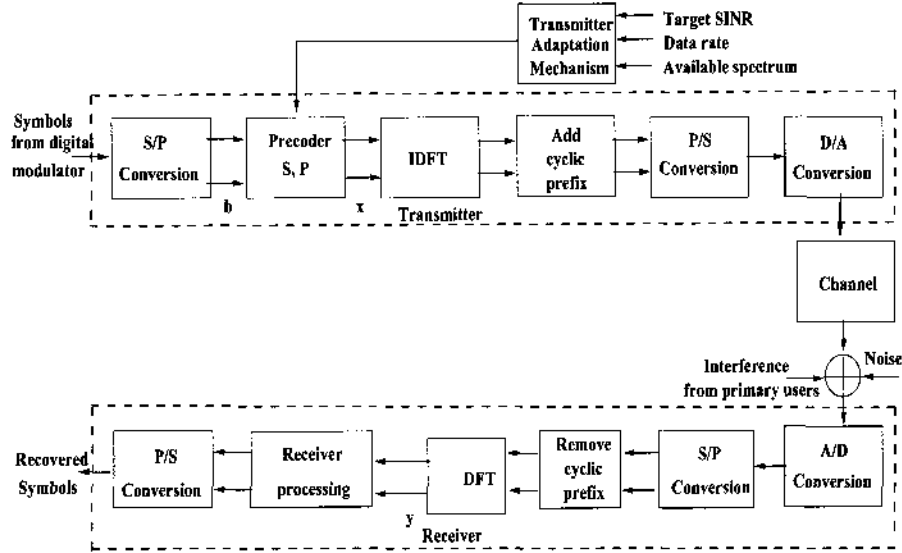 Transmitter
Adaptation
Mechanism
Target SINR
Data rate
Available spectrum
Symbols
from digital
modulator
S/P
Conversion
b
Precoder
S, P
x
IDFT
Add
cyclic
prefix
P/S
Conversion
D/A
Conversion
Transmitter
Channel
Interference
from primary users
Noise
Recovered
Symbols
P/S
Conversion
Receiver
processing
y
DFT
Remove
cyclic
prefix
S/P
Conversion
A/D
Conversion
Receiver